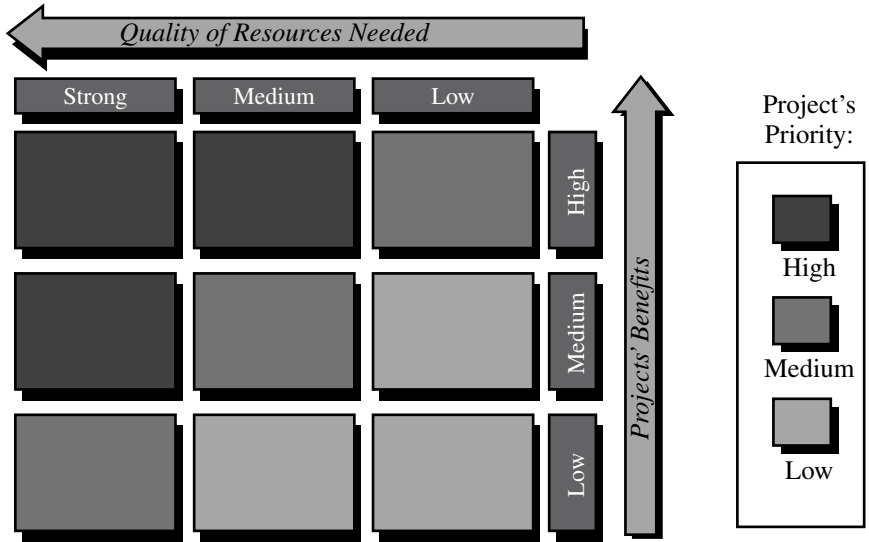 Quality of Resources Needed
Strong
Medium
Low
High
Medium
Low
Projects' Benefits
Project's
Priority:
High
Medium
Low